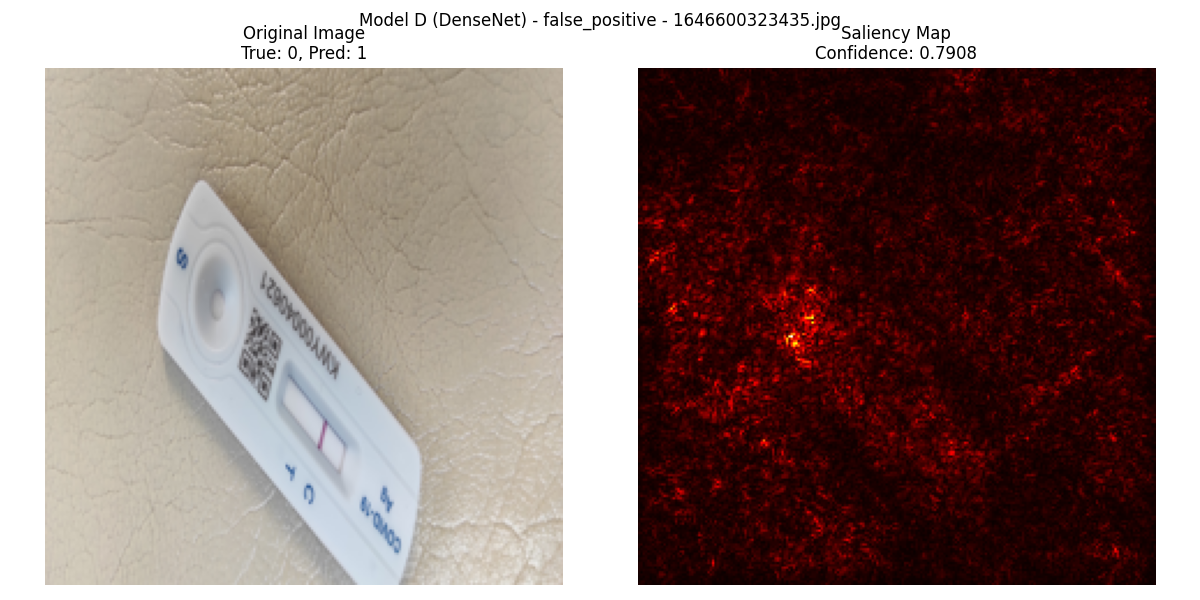 Model D (DenseNet) - false_positive - 1646600323435.jpg
Original Image
True: 0, Pred: 1
Saliency Map
Confidence: 0.7908
S
KWY000040621
T
C
COVID-19
Ag